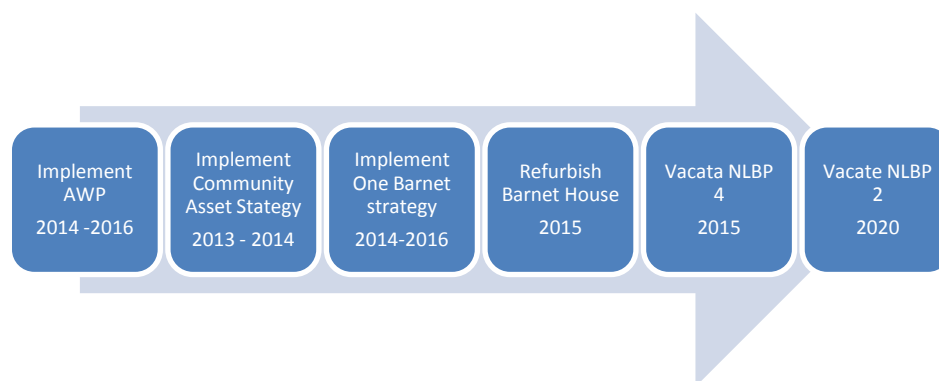 Implement
AWP
2014 -2016
Implement
Community
Asset Stategy
2013 - 2014
Implement
One Barnet
strategy
2014-2016
Refurbish
Barnet House
2015
Vacata NLBP
4
2015
Vacate NLBP
2
2020